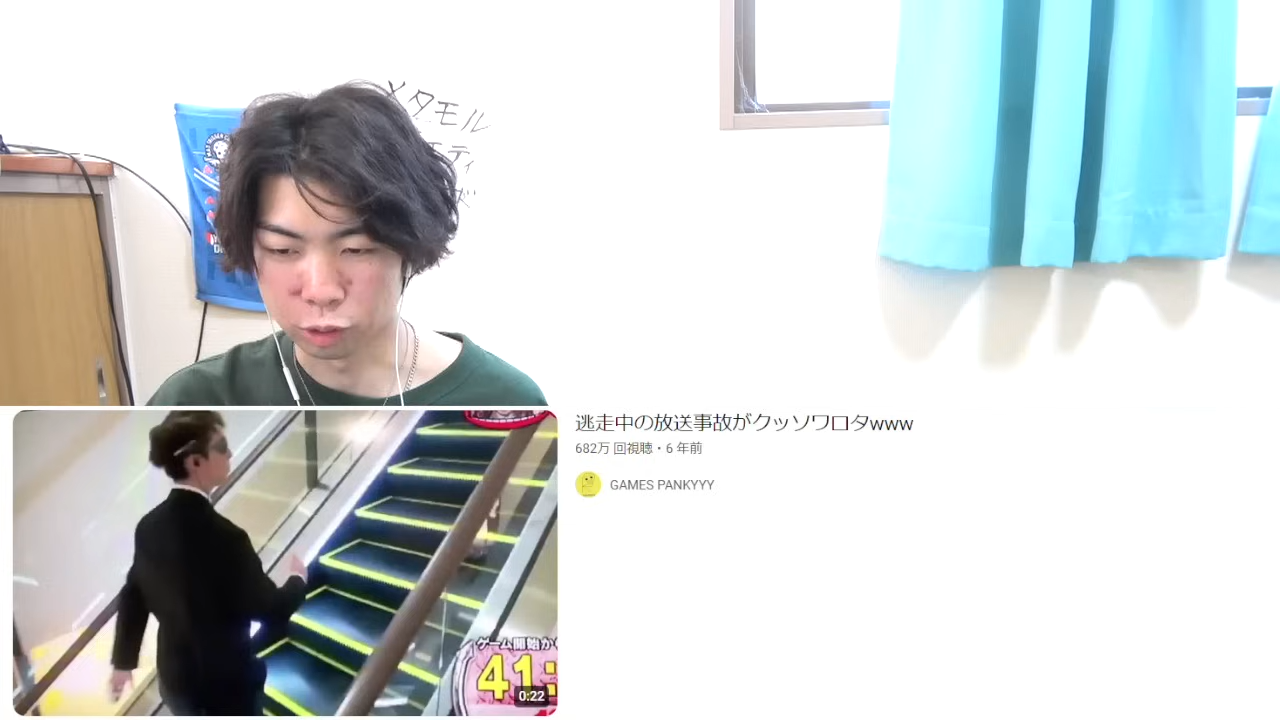 メタモル
ティ
逃走中の放送事故がクッソワロタwww
682万 回視聴・6 年前
GAMES PANKYYY
ゲーム開始か
41:
0:22